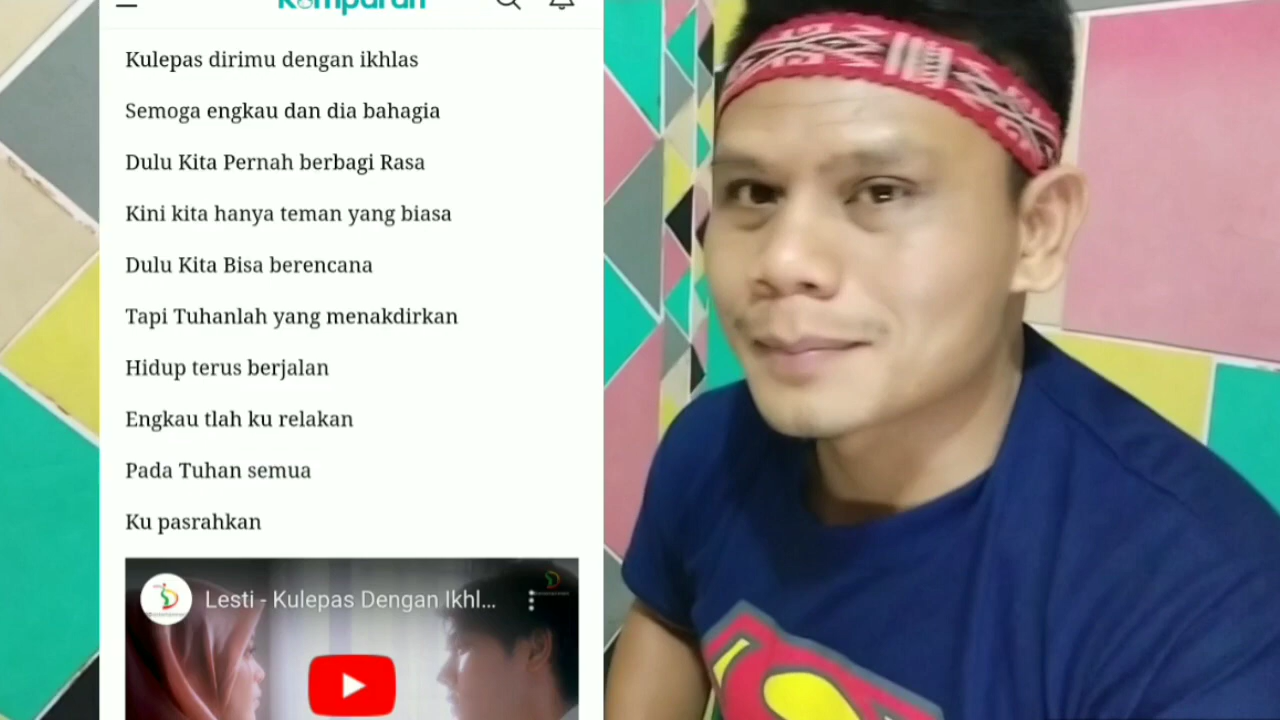 kumparan
Kulepas dirimu dengan ikhlas
Semoga engkau dan dia bahagia
Dulu Kita Pernah berbagi Rasa
Kini kita hanya teman yang biasa
Dulu Kita Bisa berencana
Tapi Tuhanlah yang menakdirkan
Hidup terus berjalan
Engkau tlah ku relakan
Pada Tuhan semua
Ku pasrahkan
Lesti - Kulepas Dengan Ikhl...